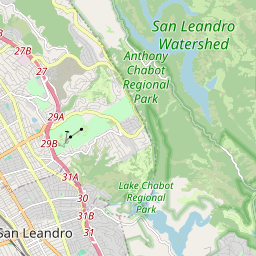 San Leandro
Watershed
27B
Anthony
Chabot
Regional
Park
27
29A
29B
31A
Lake Chabot
Regional
Park
30
31B
San Leandro
31